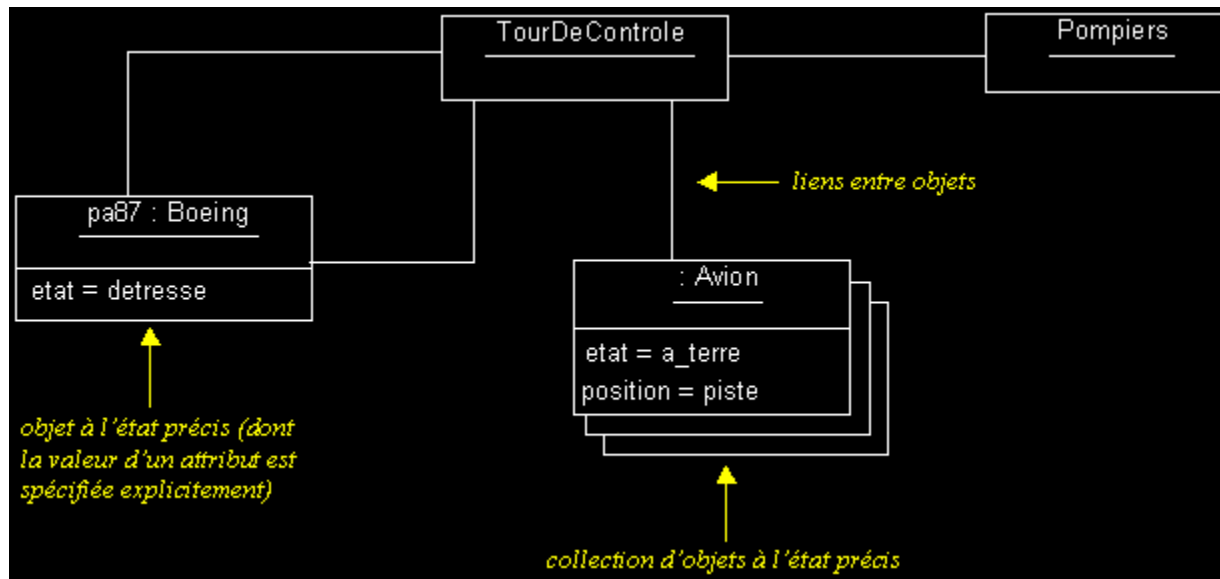 TourDeControle
Pompiers
liens entre objets
pa87 : Boeing
etat = detresse
: Avion
etat = a_terre
position = piste
objet à l'état précis (dont
la valeur d'un attribut est
spécifiée explicitement)
collection d'objets à l'état précis